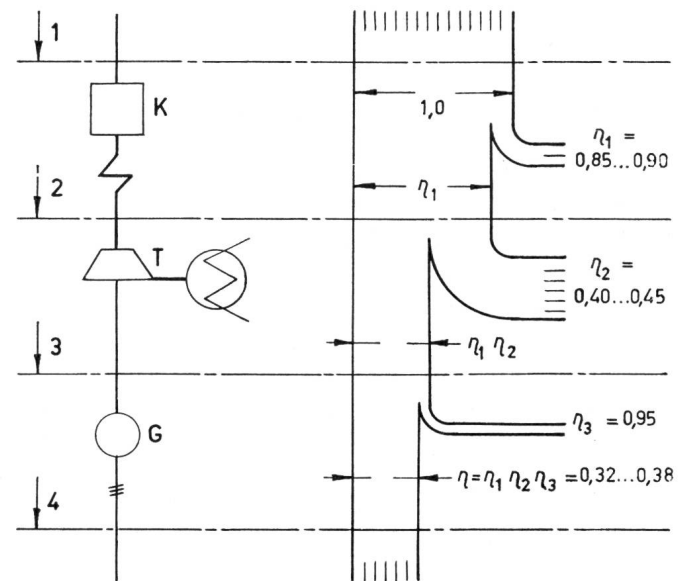 1
K
1,0
η₁ =
0,85...0,90
2
η₁
T
η₂ =
0,40...0,45
3
η₁ η₂
G
η₃ = 0,95
η=η₁ η₂ η₃ =0,32...0,38
4